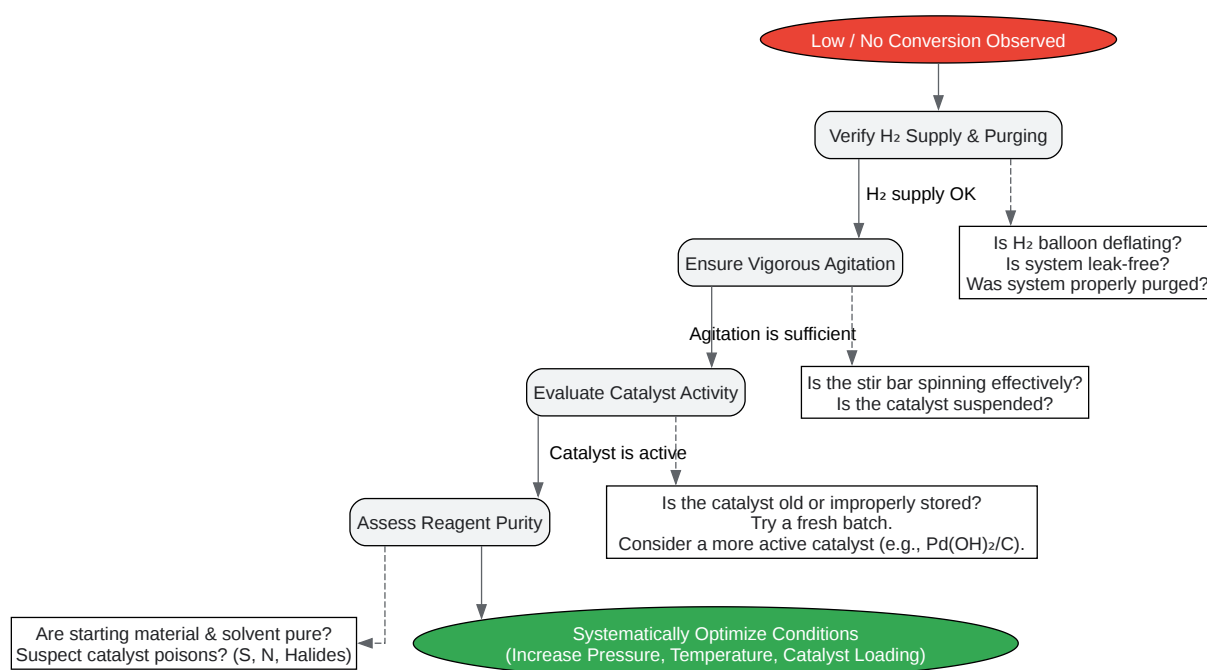 Low / No Conversion Observed
Verify H₂ Supply & Purging
H₂ supply OK
Is H₂ balloon deflating?
Is system leak-free?
Was system properly purged?
Ensure Vigorous Agitation
Agitation is sufficient
Is the stir bar spinning effectively?
Is the catalyst suspended?
Evaluate Catalyst Activity
Catalyst is active
Is the catalyst old or improperly stored?
Try a fresh batch.
Consider a more active catalyst (e.g., Pd(OH)₂/C).
Assess Reagent Purity
Are starting material & solvent pure?
Suspect catalyst poisons? (S, N, Halides)
Systematically Optimize Conditions
(Increase Pressure, Temperature, Catalyst Loading)